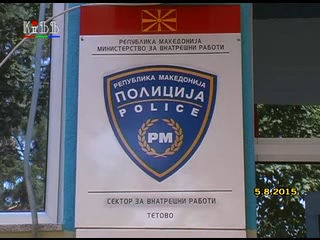 РЕПУБЛИКА МАКЕДОНИЈА
МИНИСТЕРСТВО ЗА ВНАТРЕШНИ РАБОТИ
РЕПУБЛИКА МАКЕДОНИЈА
ПОЛИЦИЈА
POLICE
РМ
СЕКТОР ЗА ВНАТРЕШНИ РАБОТИ
ТЕТОВО
5.8.2015